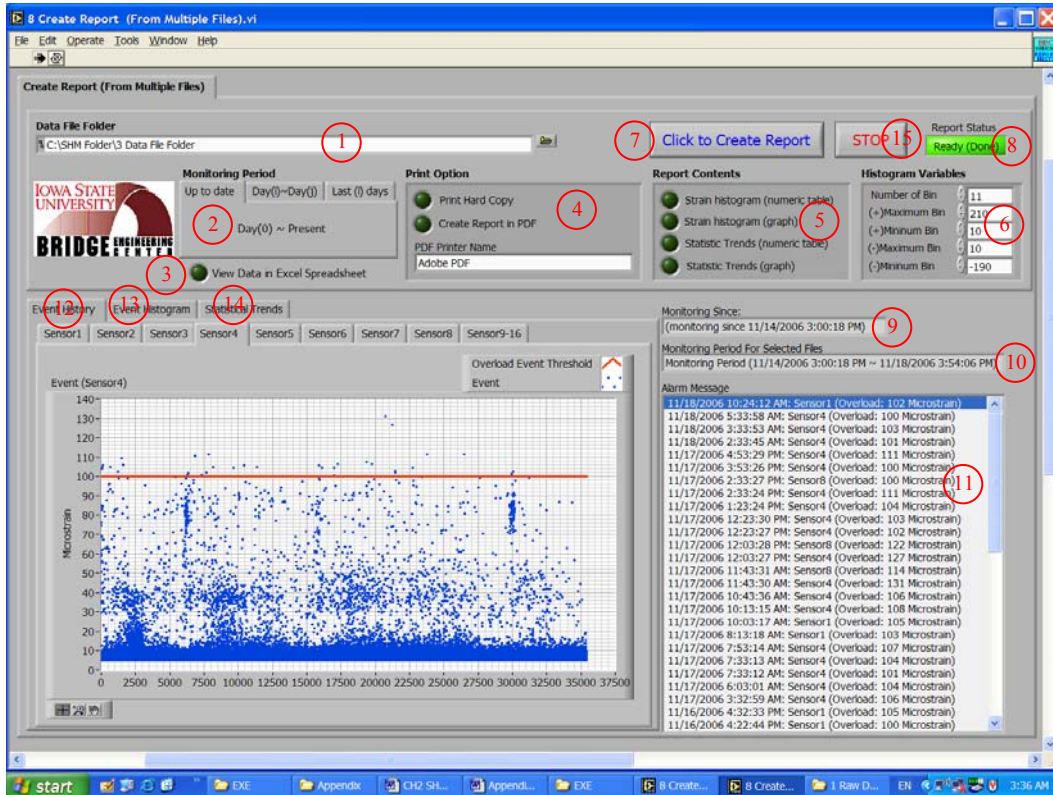 8 Create Report (From Multiple Files).vi
File Edit Operate Tools Window Help
Create Report (From Multiple Files)
Data File Folder
C:\SHM Folder\3 Data File Folder
1
7
Click to Create Report
STOP
15
Report Status
Ready (Done)
8
IOWA STATE
UNIVERSITY
BRIDGE ENGINEERING
CENTER
Monitoring Period
Up to date Day(i)~Day(j) Last (i) days
2
Day(0) ~ Present
3
View Data in Excel Spreadsheet
Print Option
Print Hard Copy
Create Report in PDF
4
PDF Printer Name
Adobe PDF
Report Contents
Strain histogram (numeric table)
Strain histogram (graph)
5
Statistic Trends (numeric table)
Statistic Trends (graph)
Histogram Variables
Number of Bin 11
(+)Maximum Bin 210
(+)Mininum Bin 10
6
(-)Maximum Bin 10
(-)Mininum Bin -190
12
13
14
Event History Event Histogram Statistical Trends
Sensor1 Sensor2 Sensor3 Sensor4 Sensor5 Sensor6 Sensor7 Sensor8 Sensor9-16
Overload Event Threshold
Event
Event (Sensor4)
140
130
120
110
100
90
80
70
60
50
40
30
20
10
0
Microstrain
0 2500 5000 7500 10000 12500 15000 17500 20000 22500 25000 27500 30000 32500 35000 37500
Monitoring Since:
(monitoring since 11/14/2006 3:00:18 PM)
9
Monitoring Period For Selected Files
Monitoring Period (11/14/2006 3:00:18 PM ~ 11/18/2006 3:54:06 PM)
10
Alarm Message
11/18/2006 10:24:12 AM: Sensor1 (Overload: 102 Microstrain)
11/18/2006 5:33:58 AM: Sensor4 (Overload: 100 Microstrain)
11/18/2006 3:33:53 AM: Sensor4 (Overload: 103 Microstrain)
11/18/2006 2:33:45 AM: Sensor4 (Overload: 101 Microstrain)
11/17/2006 4:53:29 PM: Sensor4 (Overload: 111 Microstrain)
11/17/2006 3:53:26 PM: Sensor4 (Overload: 100 Microstrain)
11/17/2006 2:33:27 PM: Sensor8 (Overload: 100 Microstrain)
11/17/2006 2:33:24 PM: Sensor4 (Overload: 111 Microstrain)
11/17/2006 1:23:24 PM: Sensor4 (Overload: 104 Microstrain)
11/17/2006 12:23:30 PM: Sensor4 (Overload: 103 Microstrain)
11/17/2006 12:23:27 PM: Sensor4 (Overload: 102 Microstrain)
11/17/2006 12:03:28 PM: Sensor8 (Overload: 122 Microstrain)
11/17/2006 12:03:27 PM: Sensor4 (Overload: 127 Microstrain)
11/17/2006 11:43:31 AM: Sensor8 (Overload: 114 Microstrain)
11/17/2006 11:43:30 AM: Sensor4 (Overload: 131 Microstrain)
11/17/2006 10:43:36 AM: Sensor4 (Overload: 106 Microstrain)
11/17/2006 10:13:15 AM: Sensor4 (Overload: 108 Microstrain)
11/17/2006 10:03:17 AM: Sensor1 (Overload: 105 Microstrain)
11/17/2006 8:13:18 AM: Sensor1 (Overload: 103 Microstrain)
11/17/2006 7:53:14 AM: Sensor4 (Overload: 107 Microstrain)
11/17/2006 7:33:13 AM: Sensor4 (Overload: 104 Microstrain)
11/17/2006 7:33:12 AM: Sensor4 (Overload: 101 Microstrain)
11/17/2006 6:03:01 AM: Sensor4 (Overload: 104 Microstrain)
11/17/2006 3:32:59 AM: Sensor4 (Overload: 106 Microstrain)
11/16/2006 4:32:33 PM: Sensor1 (Overload: 105 Microstrain)
11/16/2006 4:22:44 PM: Sensor1 (Overload: 100 Microstrain)
11
start EXE Appendix CH2 SH... Appendi... EXE 8 Create... 8 Create... 1 Raw D... EN 3:36 AM